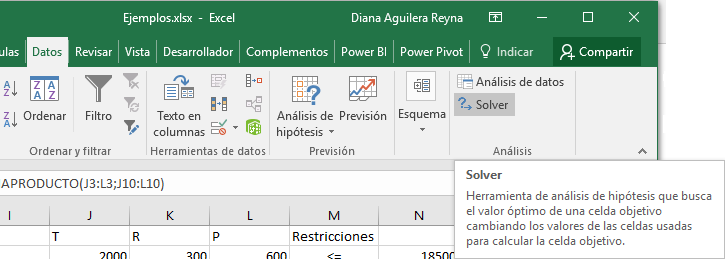 Ejemplos.xlsx - Excel Diana Aguilera Reyna
ulas Datos Revisar Vista Desarrollador Complementos Power BI Power Pivot Indicar Compartir
A Z Z A Ordenar Filtro Texto en columnas Análisis de hipótesis Previsión Esquema Análisis de datos
Z A A Z Solver
Ordenar y filtrar Herramientas de datos Previsión Análisis
APRODUCTO(J3:L3;J10:L10)
Solver
Herramienta de análisis de hipótesis que busca
el valor óptimo de una celda objetivo
cambiando los valores de las celdas usadas
para calcular la celda objetivo.
I J K L M N
T R P Restricciones
2000 300 600 <= 18500